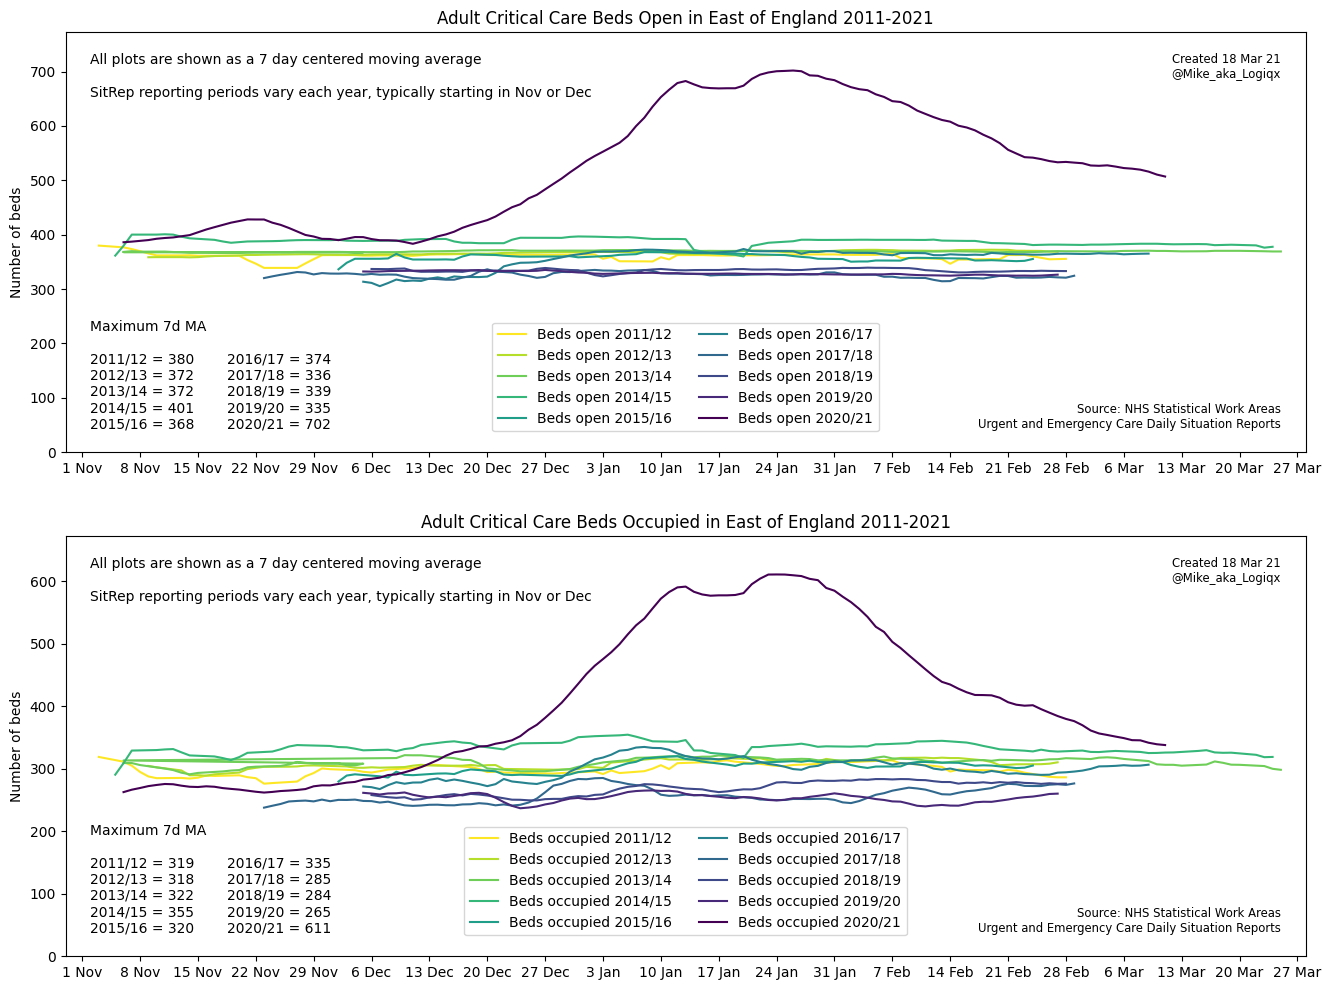 Adult Critical Care Beds Open in East of England 2011-2021
All plots are shown as a 7 day centered moving average
SitRep reporting periods vary each year, typically starting in Nov or Dec
Created 18 Mar 21
@Mike_aka_Logiqx
Number of beds
700
600
500
400
300
200
100
0
Maximum 7d MA
2011/12 = 380 2016/17 = 374
2012/13 = 372 2017/18 = 336
2013/14 = 372 2018/19 = 339
2014/15 = 401 2019/20 = 335
2015/16 = 368 2020/21 = 702
Beds open 2011/12
Beds open 2012/13
Beds open 2013/14
Beds open 2014/15
Beds open 2015/16
Beds open 2016/17
Beds open 2017/18
Beds open 2018/19
Beds open 2019/20
Beds open 2020/21
Source: NHS Statistical Work Areas
Urgent and Emergency Care Daily Situation Reports
1 Nov 8 Nov 15 Nov 22 Nov 29 Nov 6 Dec 13 Dec 20 Dec 27 Dec 3 Jan 10 Jan 17 Jan 24 Jan 31 Jan 7 Feb 14 Feb 21 Feb 28 Feb 6 Mar 13 Mar 20 Mar 27 Mar
Adult Critical Care Beds Occupied in East of England 2011-2021
All plots are shown as a 7 day centered moving average
SitRep reporting periods vary each year, typically starting in Nov or Dec
Created 18 Mar 21
@Mike_aka_Logiqx
Number of beds
600
500
400
300
200
100
0
Maximum 7d MA
2011/12 = 319 2016/17 = 335
2012/13 = 318 2017/18 = 285
2013/14 = 322 2018/19 = 284
2014/15 = 355 2019/20 = 265
2015/16 = 320 2020/21 = 611
Beds occupied 2011/12
Beds occupied 2012/13
Beds occupied 2013/14
Beds occupied 2014/15
Beds occupied 2015/16
Beds occupied 2016/17
Beds occupied 2017/18
Beds occupied 2018/19
Beds occupied 2019/20
Beds occupied 2020/21
Source: NHS Statistical Work Areas
Urgent and Emergency Care Daily Situation Reports
1 Nov 8 Nov 15 Nov 22 Nov 29 Nov 6 Dec 13 Dec 20 Dec 27 Dec 3 Jan 10 Jan 17 Jan 24 Jan 31 Jan 7 Feb 14 Feb 21 Feb 28 Feb 6 Mar 13 Mar 20 Mar 27 Mar